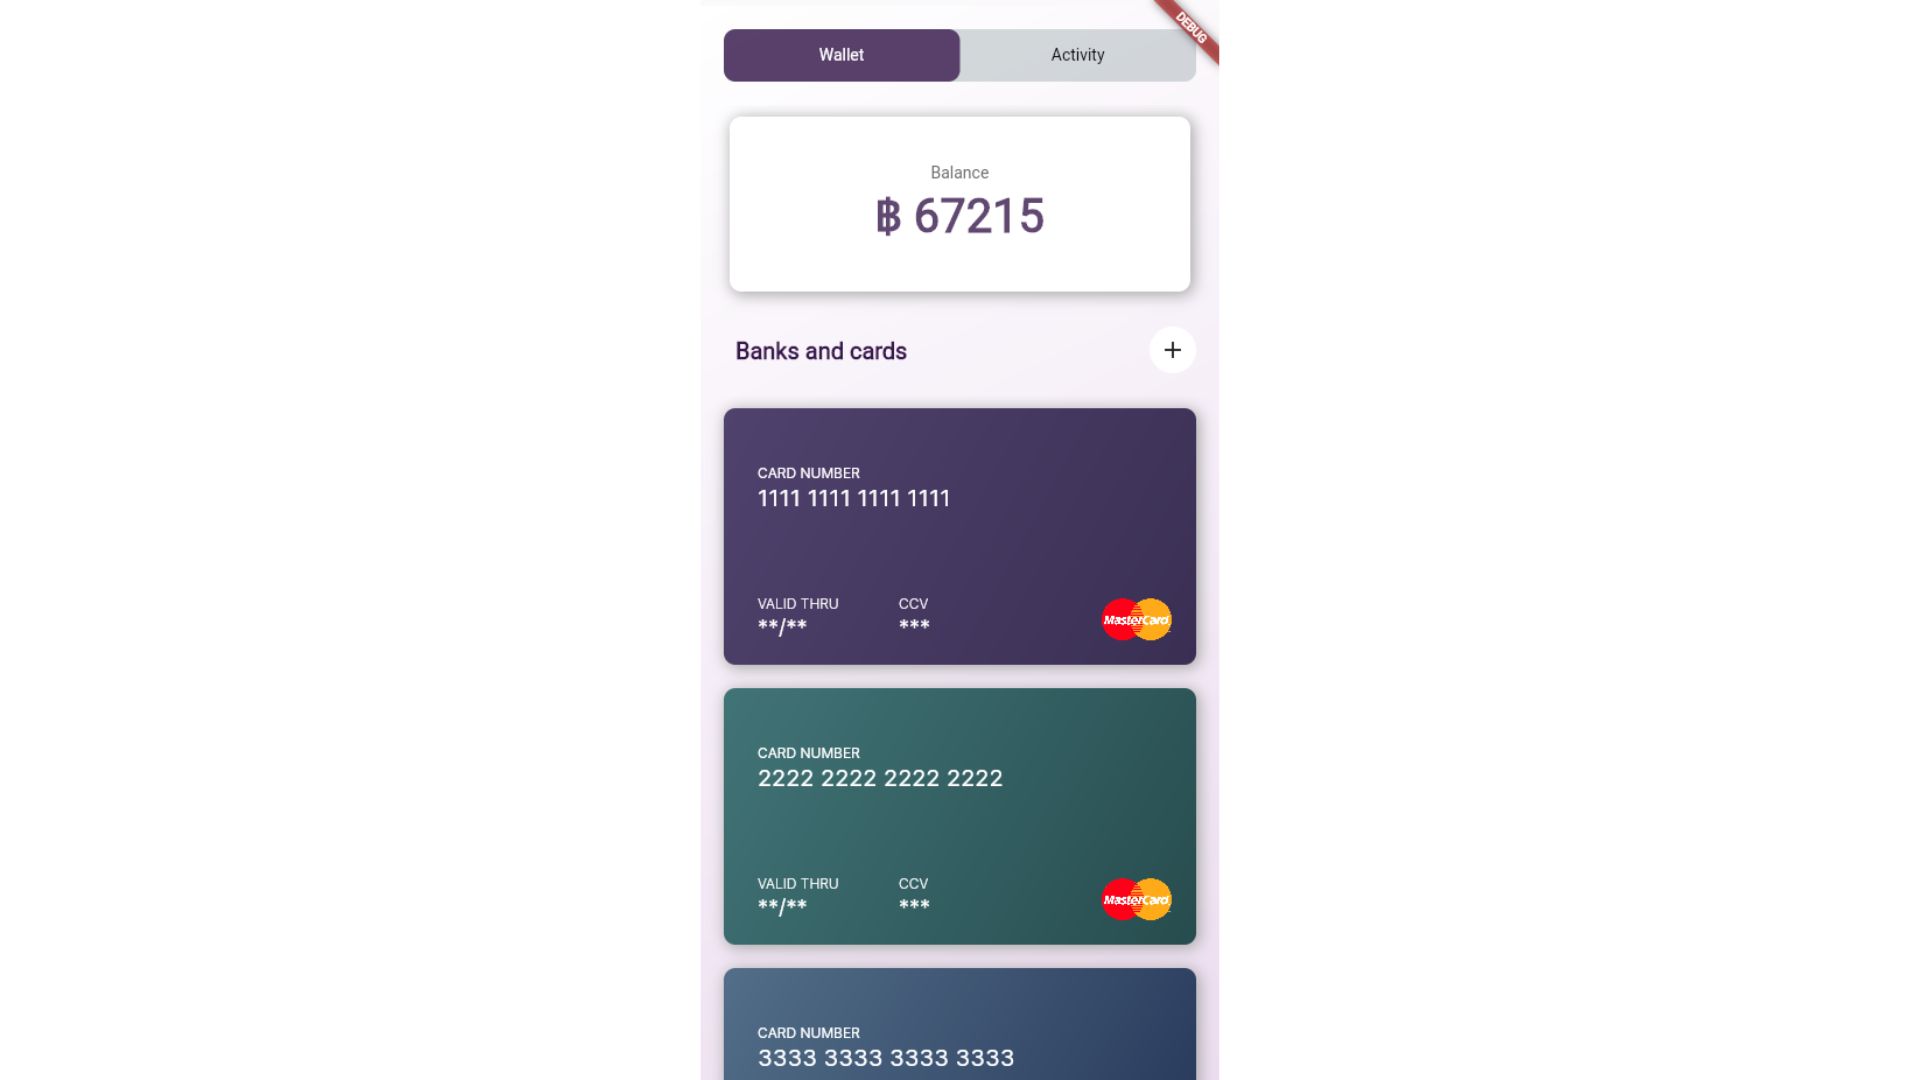 DEBUG
Wallet
Activity
Balance
฿ 67215
Banks and cards
+
CARD NUMBER
1111 1111 1111 1111
VALID THRU
CCV
**/**
***
MasterCard
CARD NUMBER
2222 2222 2222 2222
VALID THRU
CCV
**/**
***
MasterCard
CARD NUMBER
3333 3333 3333 3333